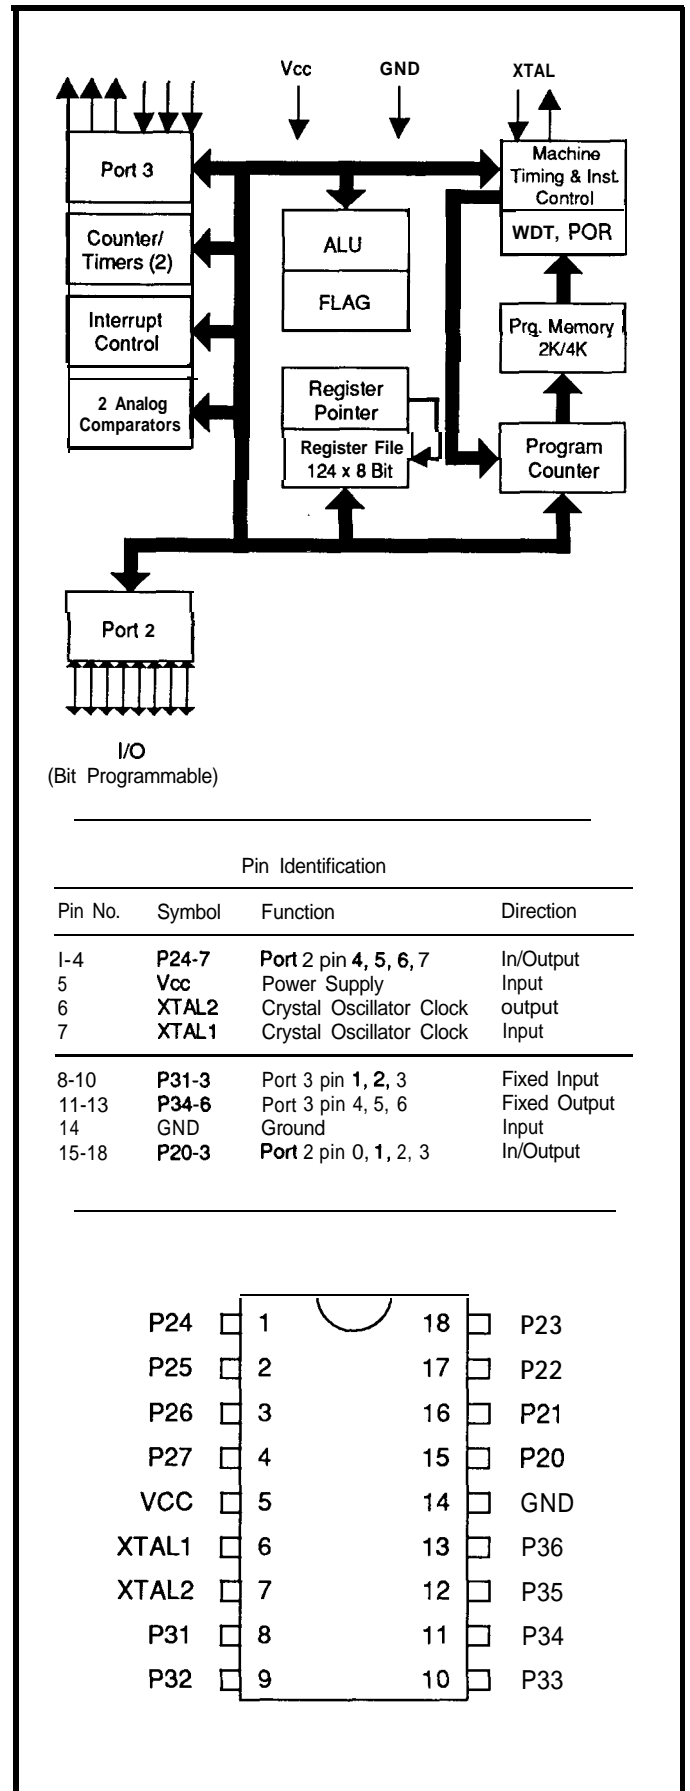 Vcc GND XTAL
Port 3
Counter/
Timers (2)
Interrupt
Control
2 Analog
Comparators
ALU
FLAG
Register
Pointer
Register File
124 x 8 Bit
Machine
Timing & Inst.
Control
WDT, POR
Prg. Memory
2K/4K
Program
Counter
Port 2
I/O
(Bit Programmable)
Pin Identification
Pin No. Symbol Function Direction
I-4 P24-7 Port 2 pin 4, 5, 6, 7 In/Output
5 Vcc Power Supply Input
6 XTAL2 Crystal Oscillator Clock output
7 XTAL1 Crystal Oscillator Clock Input
8-10 P31-3 Port 3 pin 1, 2, 3 Fixed Input
11-13 P34-6 Port 3 pin 4, 5, 6 Fixed Output
14 GND Ground Input
15-18 P20-3 Port 2 pin 0, 1, 2, 3 In/Output
P24 1 18 P23
P25 2 17 P22
P26 3 16 P21
P27 4 15 P20
VCC 5 14 GND
XTAL1 6 13 P36
XTAL2 7 12 P35
P31 8 11 P34
P32 9 10 P33